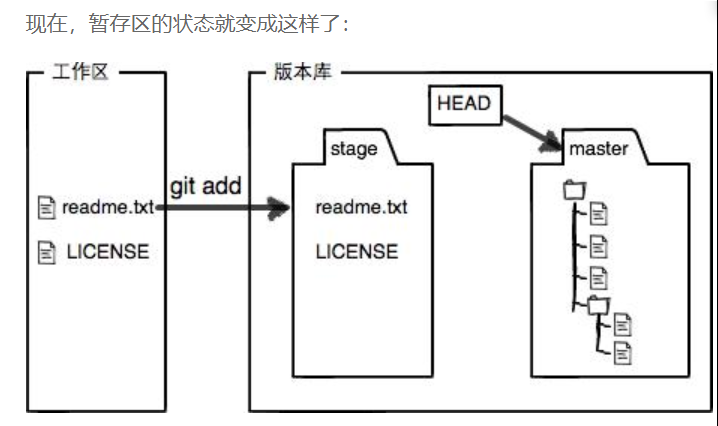 现在，暂存区的状态就变成这样了：
工作区
版本库
HEAD
stage
master
git add
readme.txt
readme.txt
LICENSE
LICENSE